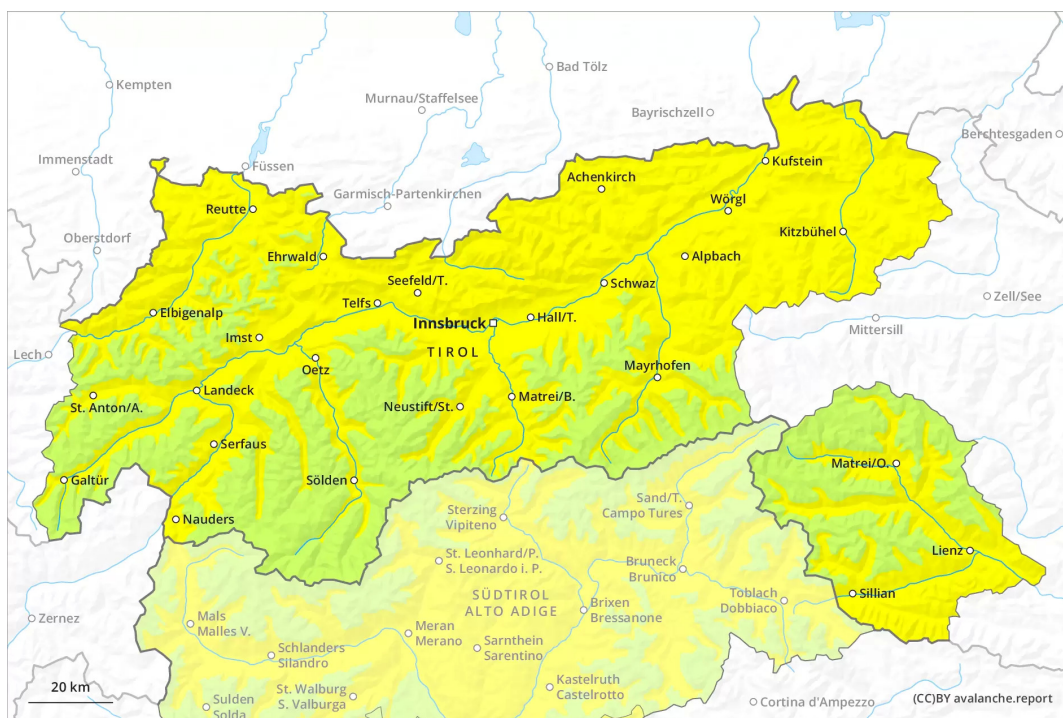 Kempten
Bad Tölz
Murnau/Staffelsee
Bayrischzell
Berchtesgaden
Immenstadt
Füssen
Kufstein
Achenkirch
Garmisch-Partenkirchen
Reutte
Wörgl
Oberstdorf
Kitzbühel
Ehrwald
Alpbach
Seefeld/T.
Schwaz
Zell/See
Telfs
Elbigenalp
Innsbruck
Hall/T.
Mittersill
Imst
TIROL
Lech
Oetz
Mayrhofen
Landeck
St. Anton/A.
Neustift/St.
Matrei/B.
Serfaus
Matrei/O.
Galtür
Sölden
Sand/T.
Campo Tures
Sterzing
Vipiteno
Nauders
Lienz
St. Leonhard/P.
S. Leonardo i. P.
Bruneck
Brunico
Sillian
SÜDTIROL
ALTO ADIGE
Toblach
Dobbiaco
Brixen
Bressanone
Zernez
Mals
Malles V.
Meran
Merano
Sarnthein
Sarentino
Schlanders
Silandro
Kastelruth
Castelrotto
20 km
St. Walburg
S. Valburga
Sulden
Solda
Cortina d'Ampezzo
(CC)BY avalanche.report